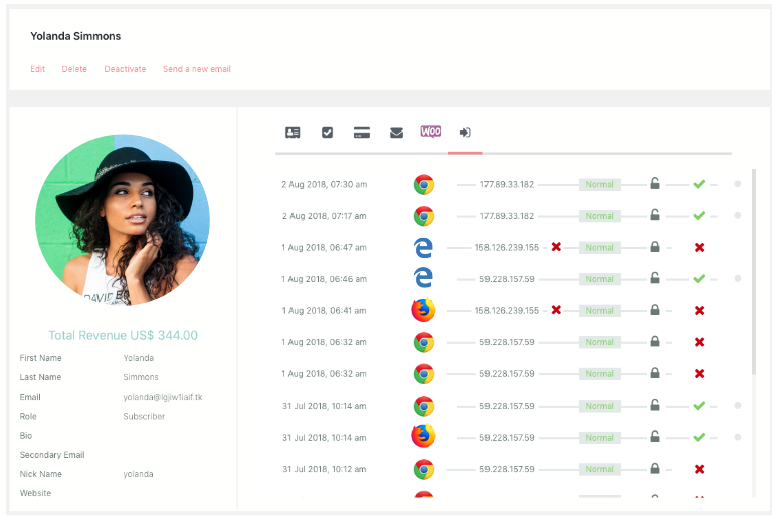 Yolanda Simmons
Edit Delete Deactivate Send a new email
WOO
2 Aug 2018, 07:30 am 177.89.33.182 Normal
2 Aug 2018, 07:17 am 177.89.33.182 Normal
1 Aug 2018, 06:47 am 158.126.239.155 Normal
1 Aug 2018, 06:46 am 59.228.157.59 Normal
1 Aug 2018, 06:41 am 158.126.239.155 Normal
1 Aug 2018, 06:32 am 59.228.157.59 Normal
1 Aug 2018, 06:32 am 59.228.157.59 Normal
31 Jul 2018, 10:14 am 59.228.157.59 Normal
31 Jul 2018, 10:14 am 59.228.157.59 Normal
31 Jul 2018, 10:12 am 59.228.157.59 Normal
DAVIE BO
Total Revenue US$ 344.00
First Name Yolanda
Last Name Simmons
Email yolanda@lgjiw1iaif.tk
Role Subscriber
Bio
Secondary Email
Nick Name yolanda
Website